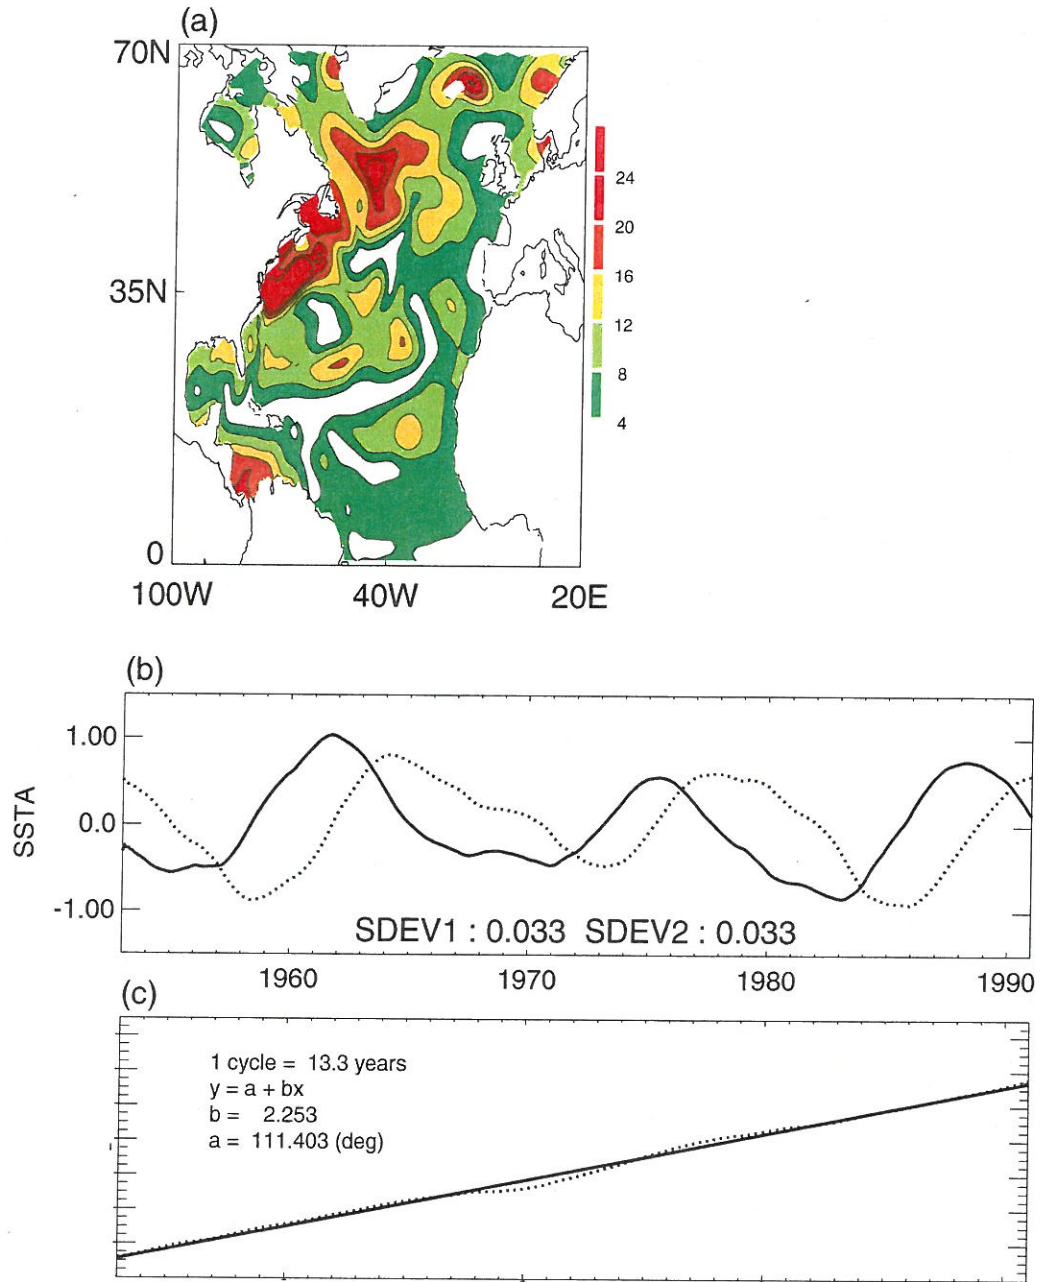 (a)
70N
35N
0
100W 40W 20E
24
20
16
12
8
4
(b)
1.00
0.0
-1.00
SSTA
SDEV1 : 0.033 SDEV2 : 0.033
1960 1970 1980 1990
(c)
1 cycle = 13.3 years
y = a + bx
b = 2.253
a = 111.403 (deg)